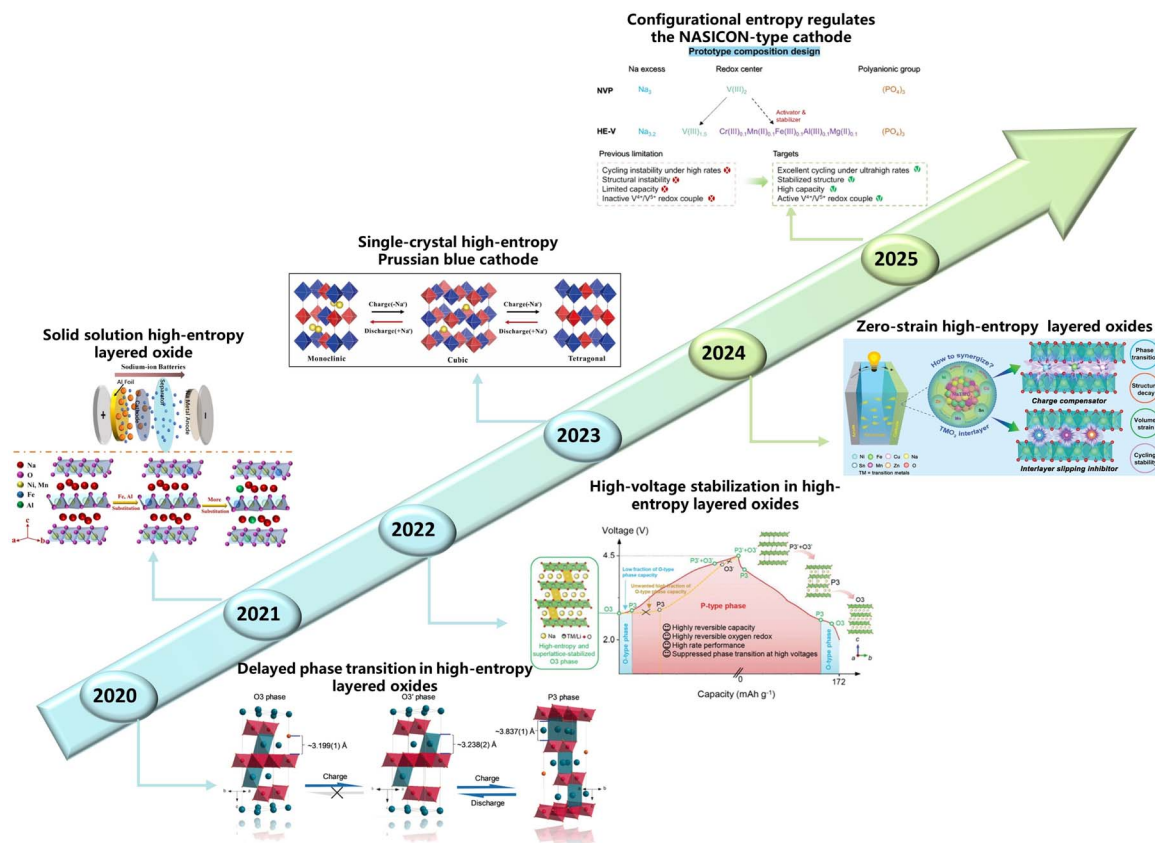 Configurational entropy regulates
the NASICON-type cathode
Prototype composition design
Na excess
Redox center
Polyanionic group
NVP
Na₃
V(III)₂
(PO₄)₃
Activator &
stabilizer
HE-V
Na₃.₂
V(III)₁.₅
Cr(III)₀.₁Mn(II)₀.₁Fe(III)₀.₁Al(III)₀.₁Mg(II)₀.₁
(PO₄)₃
Previous limitation
Cycling instability under high rates
Structural instability
Limited capacity
Inactive V⁴⁺/V⁵⁺ redox couple
Targets
Excellent cycling under ultrahigh rates
Stabilized structure
High capacity
Active V⁴⁺/V⁵⁺ redox couple
2025
Single-crystal high-entropy
Prussian blue cathode
Charge(-Na⁺)
Discharge(+Na⁺)
Charge(-Na⁺)
Discharge(+Na⁺)
Monoclinic
Cubic
Tetragonal
2024
Zero-strain high-entropy layered oxides
How to synergize?
TMO₂ interlayer
Charge compensator
Interlayer slipping inhibitor
Phase
transition
Structure
decay
Volume
strain
Cycling
stability
Ni Fe Cu Na
Sn Mn Zn O
TM = transition metals
Solid solution high-entropy
layered oxide
Sodium-ion Batteries
Al Foil
Cathode
Separator
Na Metal Anode
+
Na
O
Ni, Mn
Fe
Al
Fe, Al
Substitution
More
Substitution
c
a
b
2023
2022
High-voltage stabilization in high-
entropy layered oxides
Voltage (V)
4.5
2.0
O3
P3
Low fraction of O-type
phase capacity
Unwanted high fraction of
O-type phase capacity
P3
P3'+O3'
O3'
P3'+O3'
P3
P3'+O3'
P3
O3
P-type phase
Highly reversible capacity
Highly reversible oxygen redox
High rate performance
Suppressed phase transition at high voltages
O-type phase
O-type phase
P3
O3
c
a
b
0
172
Capacity (mAh g⁻¹)
Na TM/Li O
High-entropy and
superlattice-stabilized
O3 phase
2021
2020
Delayed phase transition in high-entropy
layered oxides
O3 phase
O3' phase
P3 phase
~3.199(1) Å
~3.238(2) Å
~3.837(1) Å
Charge
Charge
Discharge